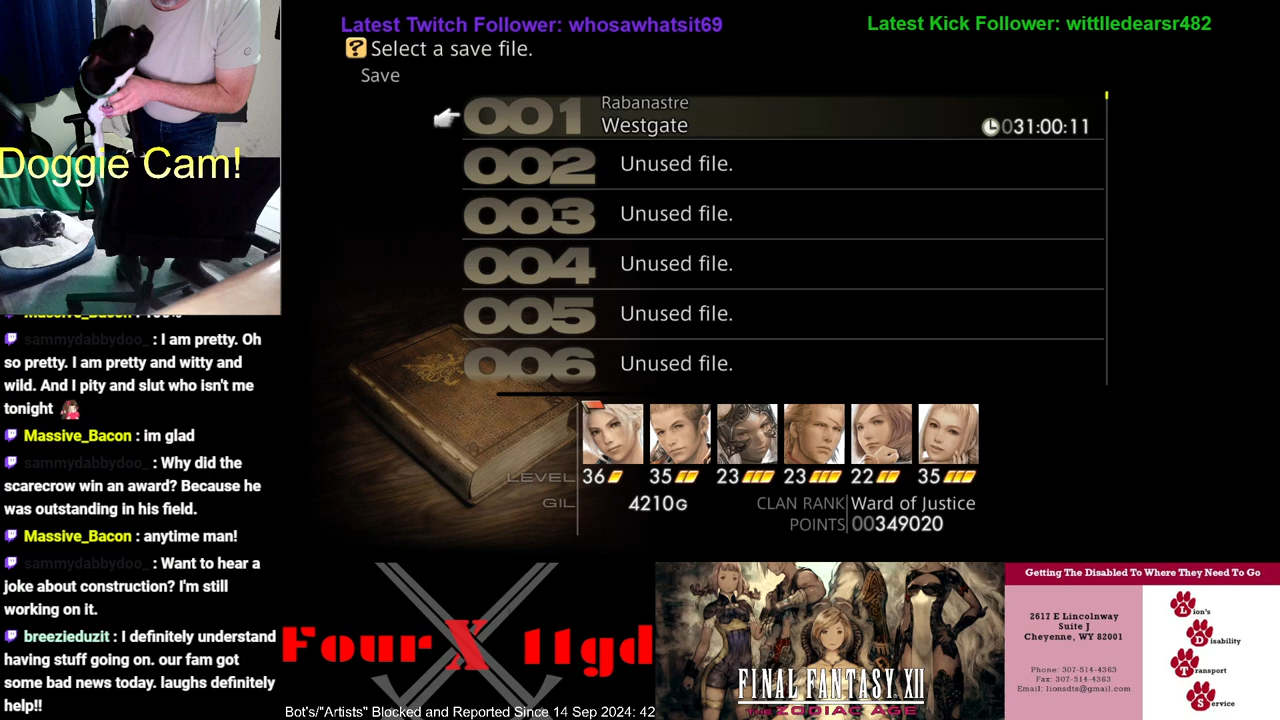 Latest Twitch Follower: whosawhatsit69
Latest Kick Follower: wittlledearsr482
Select a save file.
Save
001
Rabanastre
Westgate
031:00:11
002 Unused file.
003 Unused file.
004 Unused file.
005 Unused file.
006 Unused file.
LEVEL 36 35 23 23 22 35
GIL 4210G
CLAN RANK Ward of Justice
POINTS 00349020
Doggie Cam!
sammydabbydoo_ : I am pretty. Oh
so pretty. I am pretty and witty and
wild. And I pity and slut who isn't me
tonight
Massive_Bacon : im glad
sammydabbydoo_ : Why did the
scarecrow win an award? Because he
was outstanding in his field.
Massive_Bacon : anytime man!
sammydabbydoo_ : Want to hear a
joke about construction? I'm still
working on it.
breezieduzit : I definitely understand
having stuff going on. our fam got
some bad news today. laughs definitely
help!!
Four X 11gd
Bot's/"Artists" Blocked and Reported Since 14 Sep 2024: 42
FINAL FANTASY XII
THE ZODIAC AGE
Getting The Disabled To Where They Need To Go
2617 E Lincolnway
Suite J
Cheyenne, WY 82001
Phone: 307-514-4363
Fax: 307-514-4363
Email: lionsdts@gmail.com
Lion's
Disability
Transport
Service